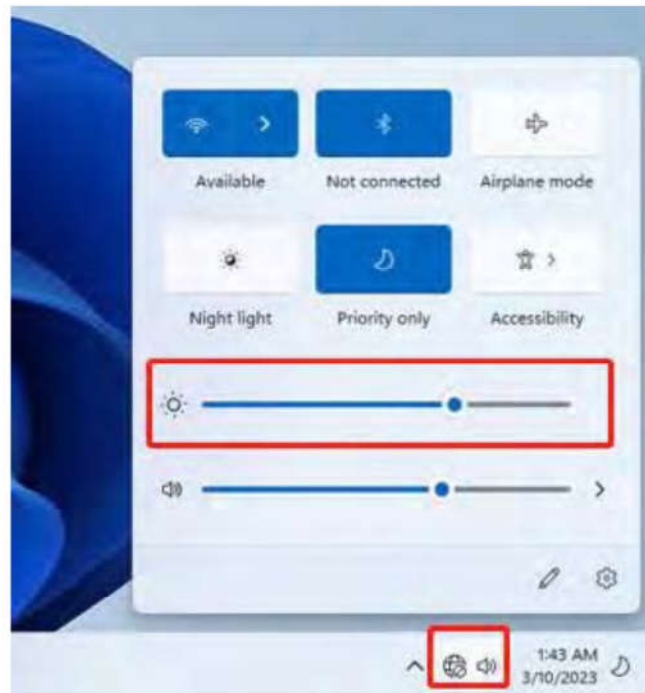 Available
Not connected
Airplane mode
Night light
Priority only
Accessibility
1:43 AM
3/10/2023